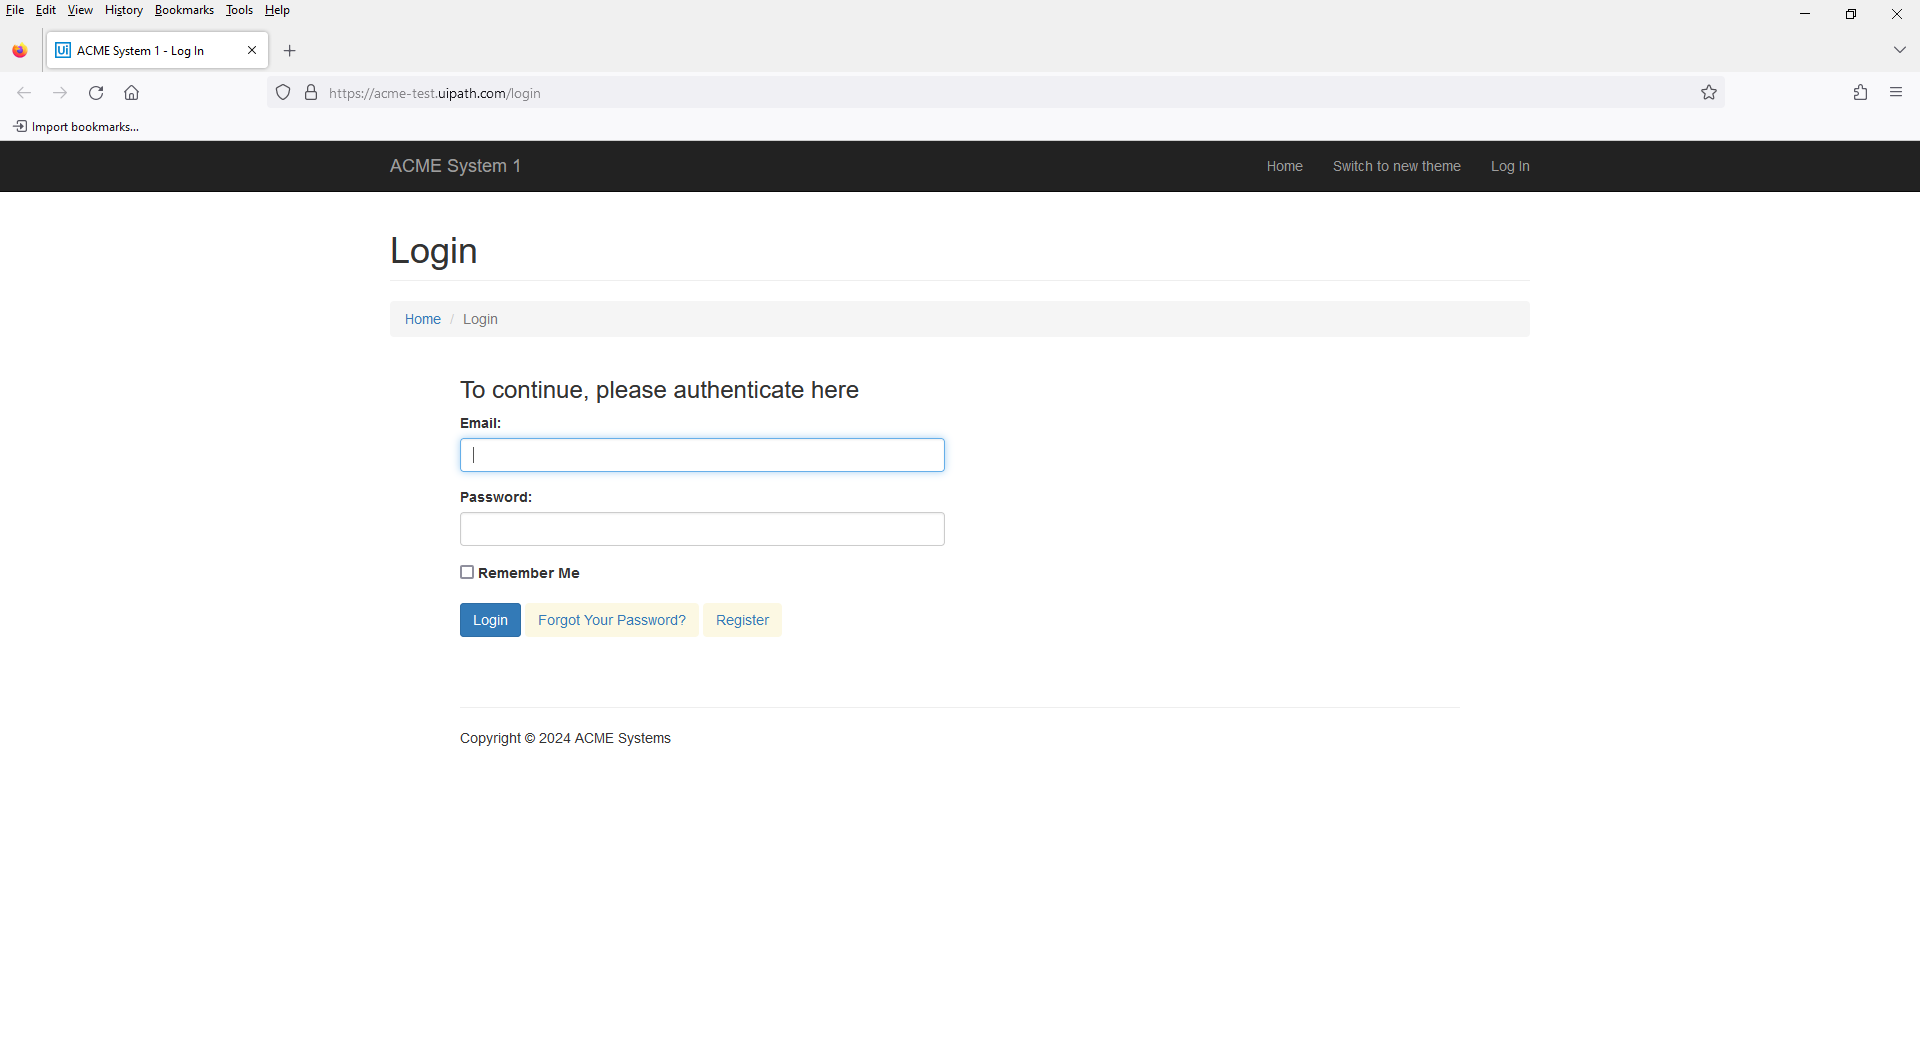 File Edit View History Bookmarks Tools Help
Ui ACME System 1 - Log In
https://acme-test.uipath.com/login
Import bookmarks...
ACME System 1 Home Switch to new theme Log In
Login
Home / Login
To continue, please authenticate here
Email:
Password:
Remember Me
Login Forgot Your Password? Register
Copyright © 2024 ACME Systems